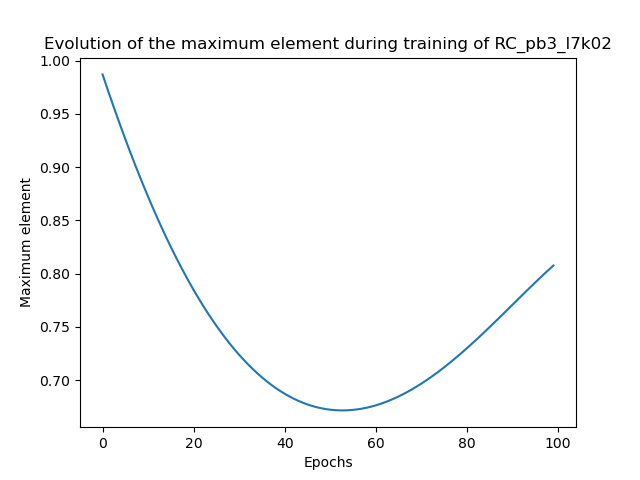 Evolution of the maximum element during training of RC_pb3_l7k02
1.00
0.95
0.90
0.85
0.80
0.75
0.70
Maximum element
0 20 40 60 80 100
Epochs